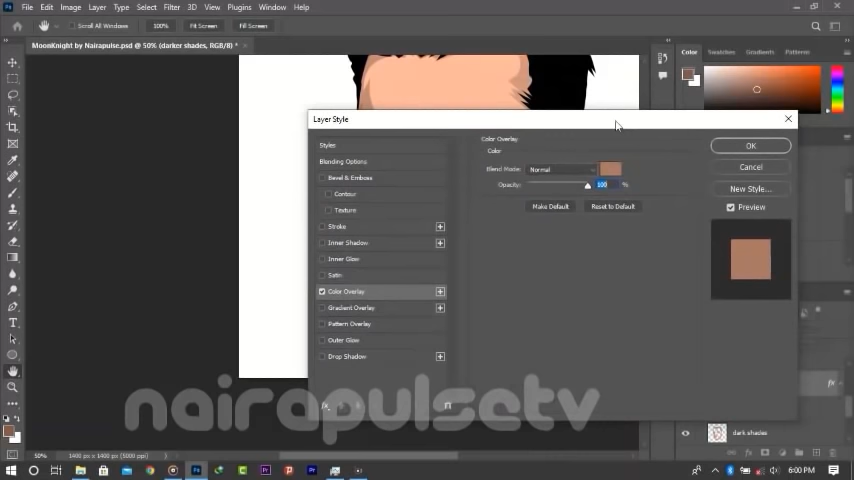 File Edit Image Layer Type Select Filter 3D View Plugins Window Help
Scroll All Windows 100% Fit Screen Fill Screen
MoonKnight by Nairapulse.psd @ 50% (darker shades, RGB/8) *
Color Swatches Gradients Patterns
Layer Style
Styles
Blending Options
Bevel & Emboss
Contour
Texture
Stroke
Inner Shadow
Inner Glow
Satin
Color Overlay
Gradient Overlay
Pattern Overlay
Outer Glow
Drop Shadow
fx
Color Overlay
Color
Blend Mode: Normal
Opacity: 100 %
Make Default Reset to Default
OK
Cancel
New Style...
Preview
fx
dark shades
nairapulsetv
50% 1400 px x 1400 px (5000 ppi)
6:00 PM